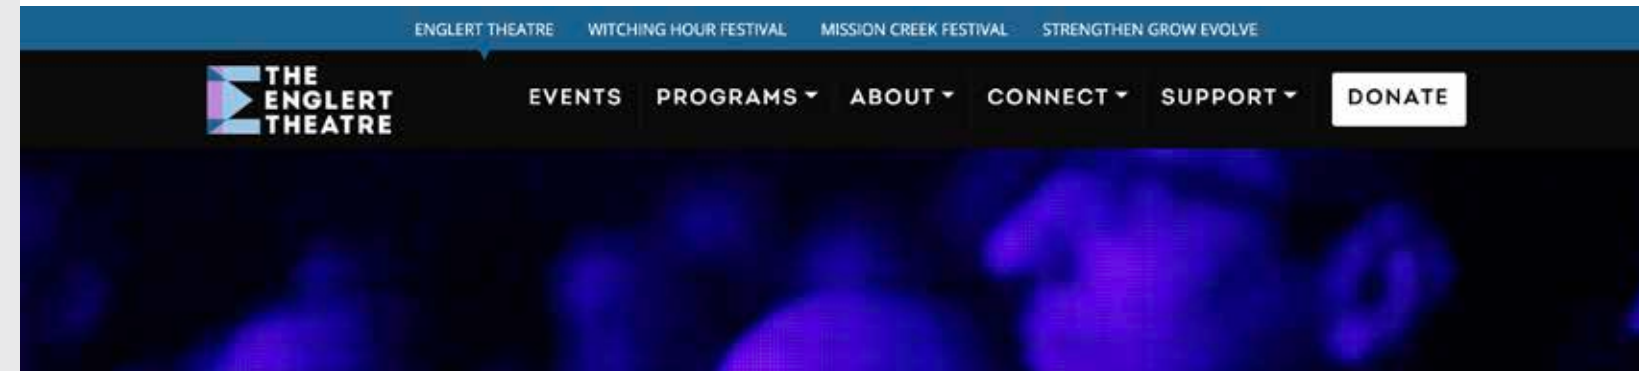 ENGLERT THEATRE WITCHING HOUR FESTIVAL MISSION CREEK FESTIVAL STRENGTHEN GROW EVOLVE
THE
ENGLERT
THEATRE
EVENTS PROGRAMS ABOUT CONNECT SUPPORT DONATE